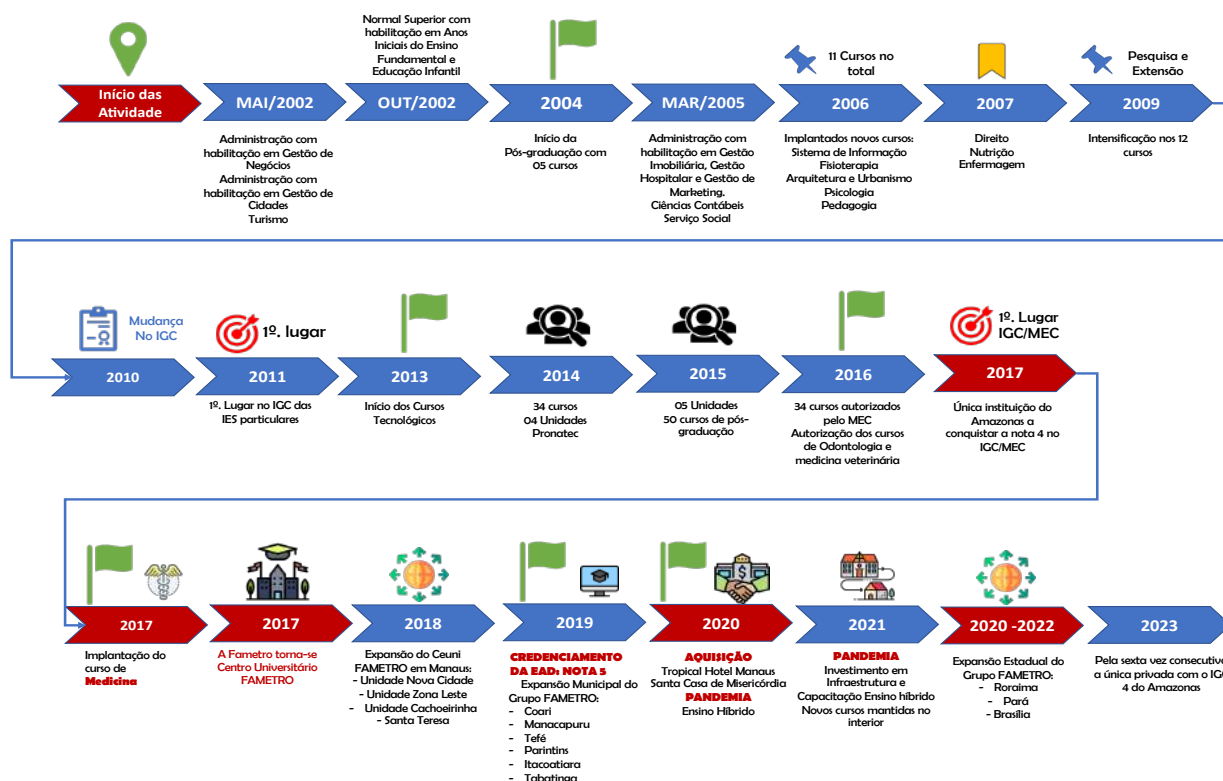 Início das
Atividade
MAI/2002
Administração com
habilitação em Gestão de
Negócios
Administração com
habilitação em Gestão de
Cidades
Turismo
Normal Superior com
habilitação em Anos
Iniciais do Ensino
Fundamental e
Educação Infantil
OUT/2002
2004
Início da
Pós-graduação com
05 cursos
MAR/2005
Administração com
habilitação em Gestão
Imobiliária, Gestão
Hospitalar e Gestão de
Marketing.
Ciências Contábeis
Serviço Social
11 Cursos no
total
2006
Implantados novos cursos:
Sistema de Informação
Fisioterapia
Arquitetura e Urbanismo
Psicologia
Pedagogia
2007
Direito
Nutrição
Enfermagem
Pesquisa e
Extensão
2009
Intensificação nos 12
cursos
Mudança
No IGC
2010
1º. lugar
2011
1º. Lugar no IGC das
IES particulares
2013
Início dos Cursos
Tecnológicos
2014
34 cursos
04 Unidades
Pronatec
2015
05 Unidades
50 cursos de pós-
graduação
2016
34 cursos autorizados
pelo MEC
Autorização dos cursos
de Odontologia e
medicina veterinária
1º. Lugar
IGC/MEC
2017
Única instituição do
Amazonas a
conquistar a nota 4 no
IGC/MEC
2017
Implantação do
curso de
Medicina
2017
A Fametro torna-se
Centro Universitário
FAMETRO
2018
Expansão do Ceuni
FAMETRO em Manaus:
- Unidade Nova Cidade
- Unidade Zona Leste
- Unidade Cachoeirinha
- Santa Teresa
2019
CREDENCIAMENTO
DA EAD: NOTA 5
Expansão Municipal do
Grupo FAMETRO:
- Coari
- Manacapuru
- Tefé
- Parintins
- Itacoatiara
- Tabatinga
$
2020
AQUISIÇÃO
Tropical Hotel Manaus
Santa Casa de Misericórdia
PANDEMIA
Ensino Híbrido
2021
PANDEMIA
Investimento em
Infraestrutura e
Capacitação Ensino híbrido
Novos cursos mantidas no
interior
2020 -2022
Expansão Estadual do
Grupo FAMETRO:
- Roraima
- Pará
- Brasília
2023
Pela sexta vez consecutiva
a única privada com o IGC
4 do Amazonas